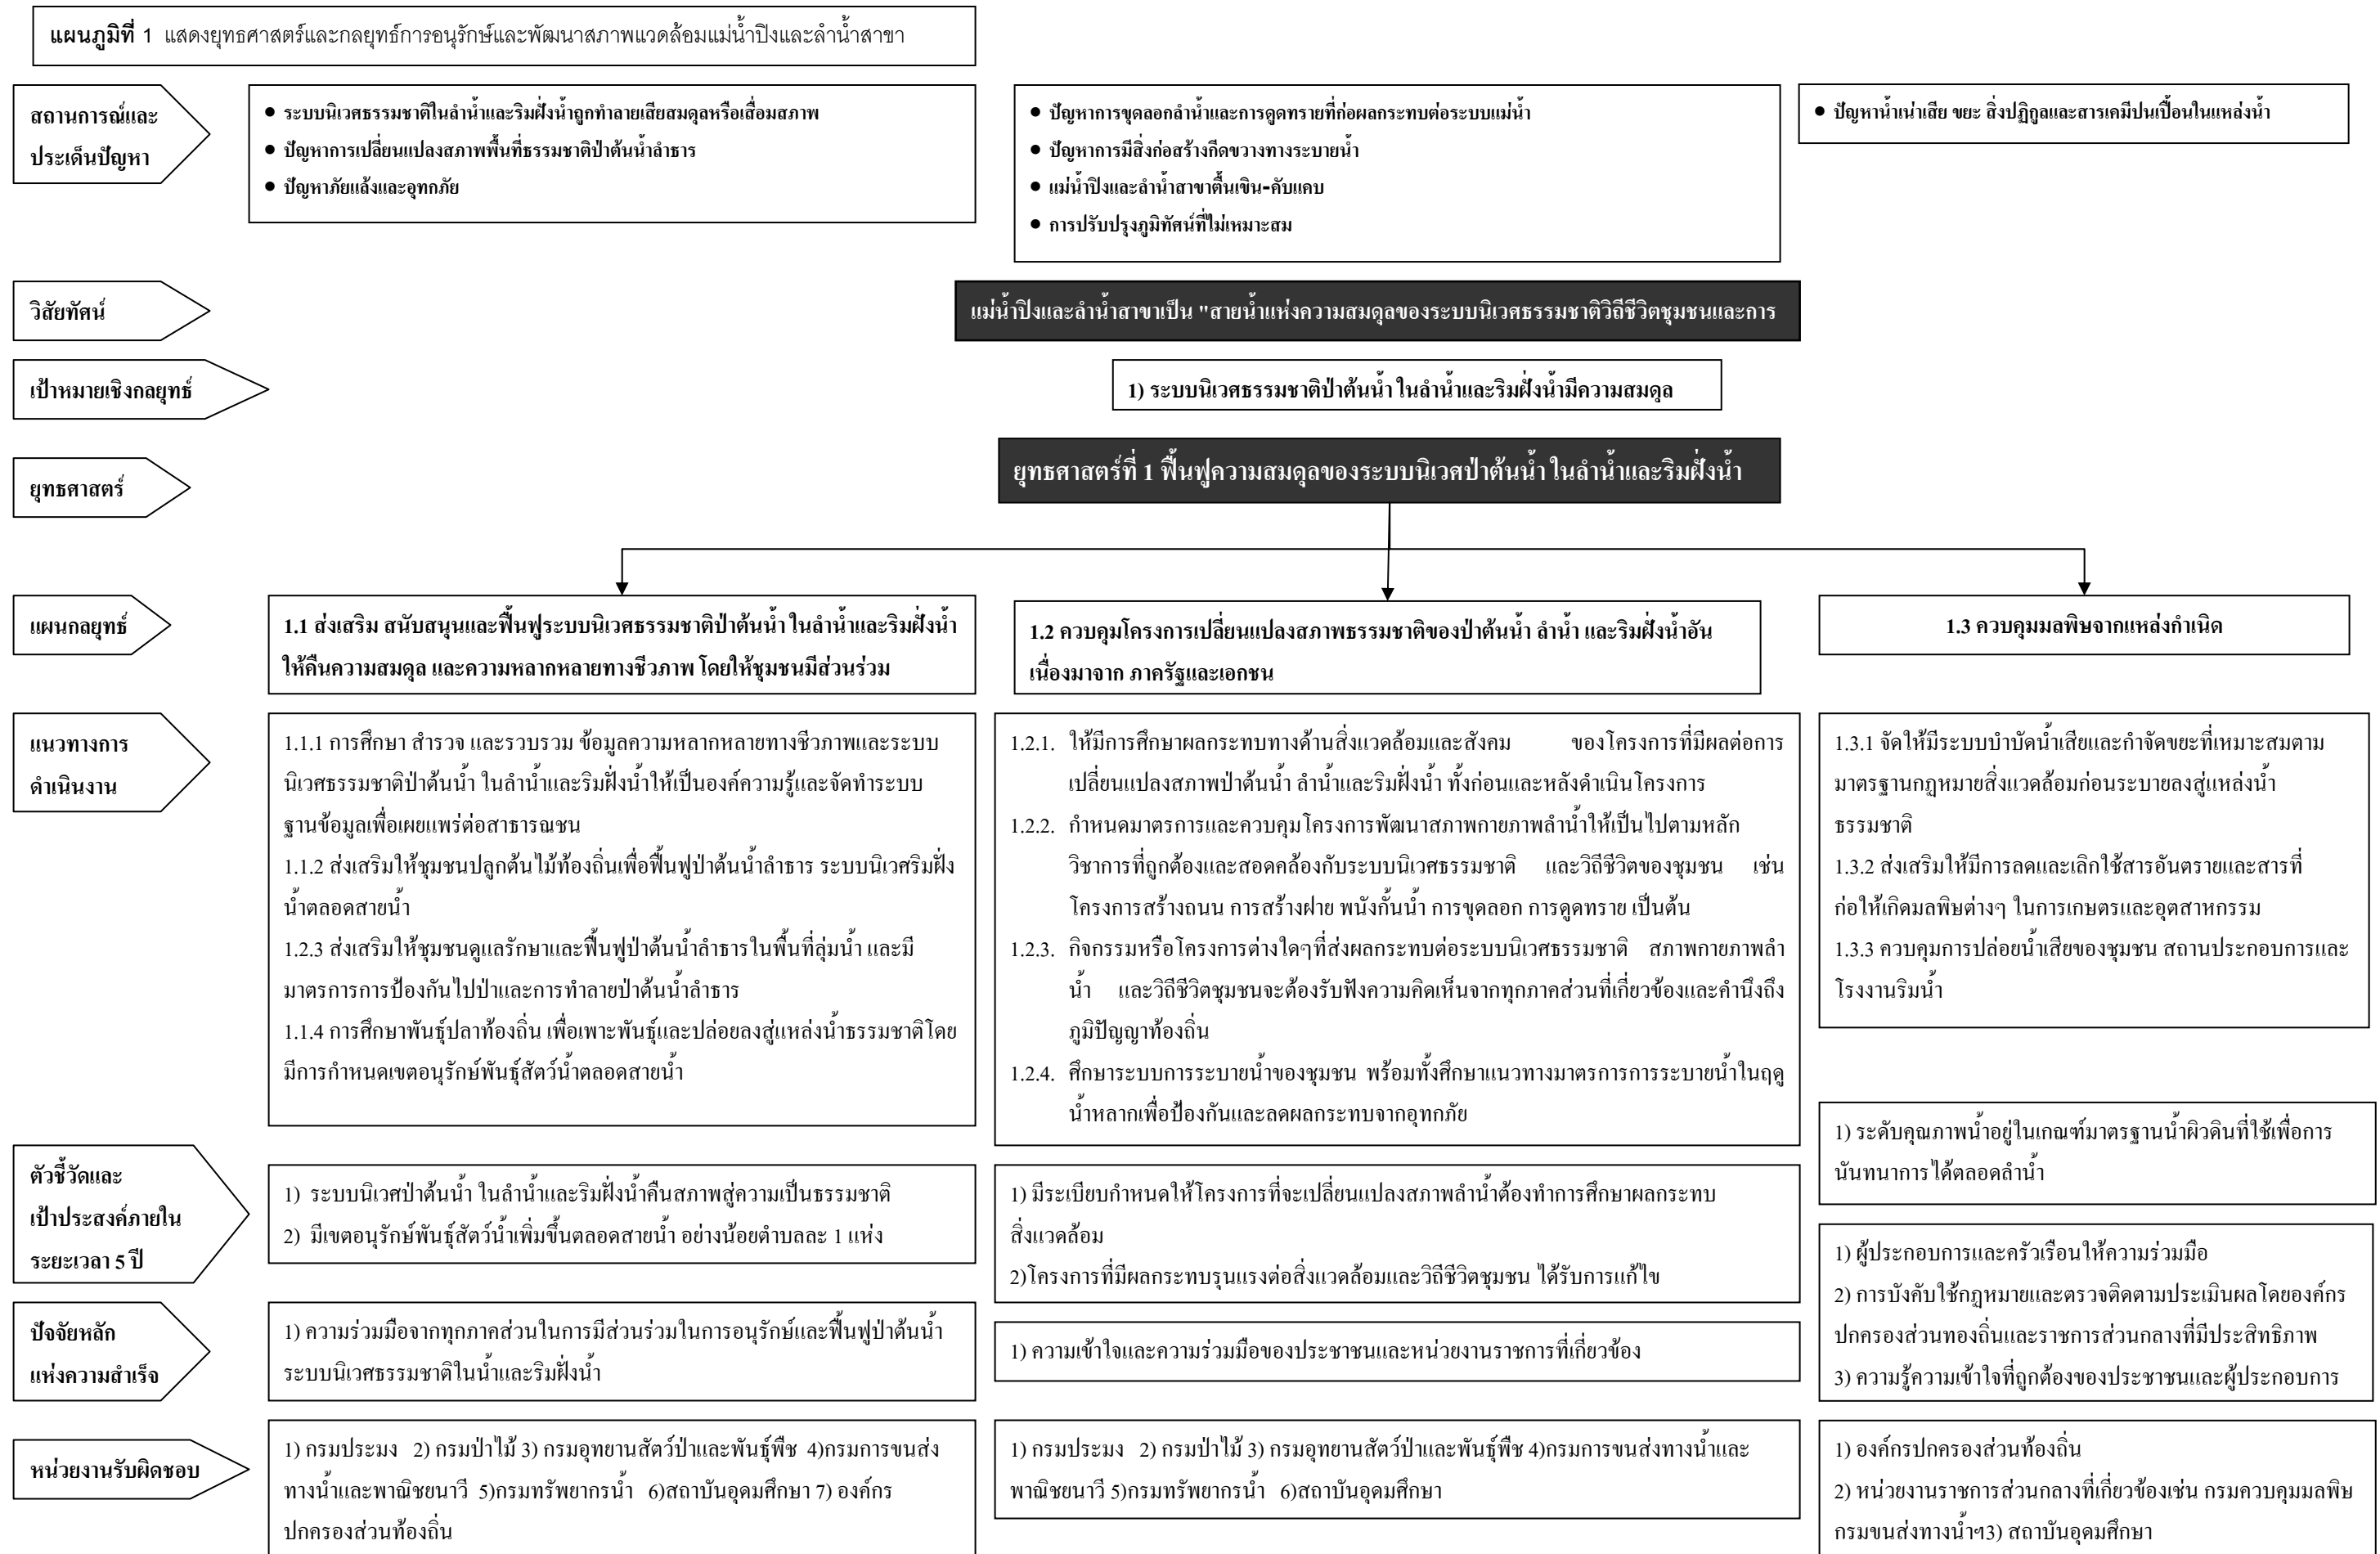 แผนภูมิที่ 1 แสดงยุทธศาสตร์และกลยุทธ์การอนุรักษ์และพัฒนาสภาพแวดล้อมแม่น้ำปิงและลำน้ำสาขา
สถานการณ์และ
ประเด็นปัญหา
● ระบบนิเวศธรรมชาติในลำน้ำและริมฝั่งน้ำถูกทำลายเสียสมดุลหรือเสื่อมสภาพ
● ปัญหาการเปลี่ยนแปลงสภาพพื้นที่ธรรมชาติป่าต้นน้ำลำธาร
● ปัญหาภัยแล้งและอุทกภัย
● ปัญหาการขุดลอกลำน้ำและการดูดทรายที่ก่อผลกระทบต่อระบบแม่น้ำ
● ปัญหาการมีสิ่งก่อสร้างกีดขวางทางระบายน้ำ
● แม่น้ำปิงและลำน้ำสาขาตื้นเขิน-คับแคบ
● การปรับปรุงภูมิทัศน์ที่ไม่เหมาะสม
● ปัญหาน้ำเน่าเสีย ขยะ สิ่งปฏิกูลและสารเคมีปนเปื้อนในแหล่งน้ำ
วิสัยทัศน์
แม่น้ำปิงและลำน้ำสาขาเป็น "สายน้ำแห่งความสมดุลของระบบนิเวศธรรมชาติวิถีชีวิตชุมชนและการ
เป้าหมายเชิงกลยุทธ์
1) ระบบนิเวศธรรมชาติป่าต้นน้ำ ในลำน้ำและริมฝั่งน้ำมีความสมดุล
ยุทธศาสตร์
ยุทธศาสตร์ที่ 1 ฟื้นฟูความสมดุลของระบบนิเวศป่าต้นน้ำ ในลำน้ำและริมฝั่งน้ำ
แผนกลยุทธ์
1.1 ส่งเสริม สนับสนุนและฟื้นฟูระบบนิเวศธรรมชาติป่าต้นน้ำ ในลำน้ำและริมฝั่งน้ำ
ให้คืนความสมดุล และความหลากหลายทางชีวภาพ โดยให้ชุมชนมีส่วนร่วม
1.2 ควบคุมโครงการเปลี่ยนแปลงสภาพธรรมชาติของป่าต้นน้ำ ลำน้ำ และริมฝั่งน้ำอัน
เนื่องมาจาก ภาครัฐและเอกชน
1.3 ควบคุมมลพิษจากแหล่งกำเนิด
แนวทางการ
ดำเนินงาน
1.1.1 การศึกษา สำรวจ และรวบรวม ข้อมูลความหลากหลายทางชีวภาพและระบบ
นิเวศธรรมชาติป่าต้นน้ำ ในลำน้ำและริมฝั่งน้ำให้เป็นองค์ความรู้และจัดทำระบบ
ฐานข้อมูลเพื่อเผยแพร่ต่อสาธารณชน
1.1.2 ส่งเสริมให้ชุมชนปลูกต้นไม้ท้องถิ่นเพื่อฟื้นฟูป่าต้นน้ำลำธาร ระบบนิเวศริมฝั่ง
น้ำตลอดสายน้ำ
1.2.3 ส่งเสริมให้ชุมชนดูแลรักษาและฟื้นฟูป่าต้นน้ำลำธารในพื้นที่ลุ่มน้ำ และมี
มาตรการการป้องกันไปป่าและการทำลายป่าต้นน้ำลำธาร
1.1.4 การศึกษาพันธุ์ปลาท้องถิ่น เพื่อเพาะพันธุ์และปล่อยลงสู่แหล่งน้ำธรรมชาติโดย
มีการกำหนดเขตอนุรักษ์พันธุ์สัตว์น้ำตลอดสายน้ำ
1.2.1. ให้มีการศึกษาผลกระทบทางด้านสิ่งแวดล้อมและสังคม ของโครงการที่มีผลต่อการ
เปลี่ยนแปลงสภาพป่าต้นน้ำ ลำน้ำและริมฝั่งน้ำ ทั้งก่อนและหลังดำเนินโครงการ
1.2.2. กำหนดมาตรการและควบคุมโครงการพัฒนาสภาพกายภาพลำน้ำให้เป็นไปตามหลัก
วิชาการที่ถูกต้องและสอดคล้องกับระบบนิเวศธรรมชาติ และวิถีชีวิตของชุมชน เช่น
โครงการสร้างถนน การสร้างฝาย พนังกั้นน้ำ การขุดลอก การดูดทราย เป็นต้น
1.2.3. กิจกรรมหรือโครงการต่างใดๆที่ส่งผลกระทบต่อระบบนิเวศธรรมชาติ สภาพกายภาพลำ
น้ำ และวิถีชีวิตชุมชนจะต้องรับฟังความคิดเห็นจากทุกภาคส่วนที่เกี่ยวข้องและคำนึงถึง
ภูมิปัญญาท้องถิ่น
1.2.4. ศึกษาระบบการระบายน้ำของชุมชน พร้อมทั้งศึกษาแนวทางมาตรการการระบายน้ำในฤดู
น้ำหลากเพื่อป้องกันและลดผลกระทบจากอุทกภัย
1.3.1 จัดให้มีระบบบำบัดน้ำเสียและกำจัดขยะที่เหมาะสมตาม
มาตรฐานกฎหมายสิ่งแวดล้อมก่อนระบายลงสู่แหล่งน้ำ
ธรรมชาติ
1.3.2 ส่งเสริมให้มีการลดและเลิกใช้สารอันตรายและสารที่
ก่อให้เกิดมลพิษต่างๆ ในการเกษตรและอุตสาหกรรม
1.3.3 ควบคุมการปล่อยน้ำเสียของชุมชน สถานประกอบการและ
โรงงานริมน้ำ
ตัวชี้วัดและ
เป้าประสงค์ภายใน
ระยะเวลา 5 ปี
1) ระบบนิเวศป่าต้นน้ำ ในลำน้ำและริมฝั่งน้ำคืนสภาพสู่ความเป็นธรรมชาติ
2) มีเขตอนุรักษ์พันธุ์สัตว์น้ำเพิ่มขึ้นตลอดสายน้ำ อย่างน้อยตำบลละ 1 แห่ง
1) มีระเบียบกำหนดให้โครงการที่จะเปลี่ยนแปลงสภาพลำน้ำต้องทำการศึกษาผลกระทบ
สิ่งแวดล้อม
2)โครงการที่มีผลกระทบรุนแรงต่อสิ่งแวดล้อมและวิถีชีวิตชุมชน ได้รับการแก้ไข
1) ระดับคุณภาพน้ำอยู่ในเกณฑ์มาตรฐานน้ำผิวดินที่ใช้เพื่อการ
นันทนาการได้ตลอดลำน้ำ
ปัจจัยหลัก
แห่งความสำเร็จ
1) ความร่วมมือจากทุกภาคส่วนในการมีส่วนร่วมในการอนุรักษ์และฟื้นฟูป่าต้นน้ำ
ระบบนิเวศธรรมชาติในน้ำและริมฝั่งน้ำ
1) ความเข้าใจและความร่วมมือของประชาชนและหน่วยงานราชการที่เกี่ยวข้อง
1) ผู้ประกอบการและครัวเรือนให้ความร่วมมือ
2) การบังคับใช้กฎหมายและตรวจติดตามประเมินผลโดยองค์กร
ปกครองส่วนทองถิ่นและราชการส่วนกลางที่มีประสิทธิภาพ
3) ความรู้ความเข้าใจที่ถูกต้องของประชาชนและผู้ประกอบการ
หน่วยงานรับผิดชอบ
1) กรมประมง 2) กรมป่าไม้ 3) กรมอุทยานสัตว์ป่าและพันธุ์พืช 4)กรมการขนส่ง
ทางน้ำและพาณิชยนาวี 5)กรมทรัพยากรน้ำ 6)สถาบันอุดมศึกษา 7) องค์กร
ปกครองส่วนท้องถิ่น
1) กรมประมง 2) กรมป่าไม้ 3) กรมอุทยานสัตว์ป่าและพันธุ์พืช 4)กรมการขนส่งทางน้ำและ
พาณิชยนาวี 5)กรมทรัพยากรน้ำ 6)สถาบันอุดมศึกษา
1) องค์กรปกครองส่วนท้องถิ่น
2) หน่วยงานราชการส่วนกลางที่เกี่ยวข้องเช่น กรมควบคุมมลพิษ
กรมขนส่งทางน้ำฯ3) สถาบันอุดมศึกษา